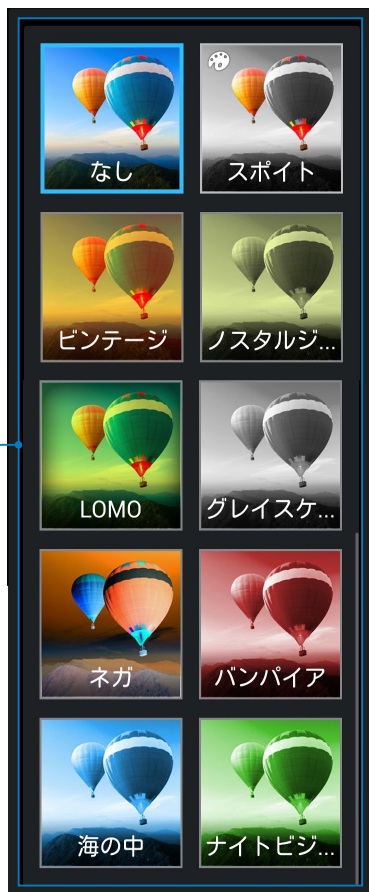 なし
スポイト
ビンテージ
ノスタルジ...
LOMO
グレイスケ...
ネガ
バンパイア
海の中
ナイトビジ...